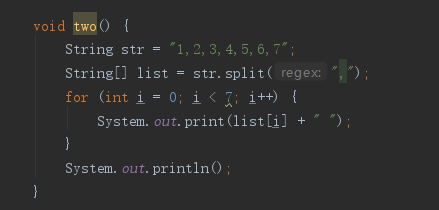 void two() {
    String str = "1,2,3,4,5,6,7";
    String[] list = str.split( regex: ",");
    for (int i = 0; i < 7; i++) {
        System.out.print(list[i] + " ");
    }
    System.out.println();
}